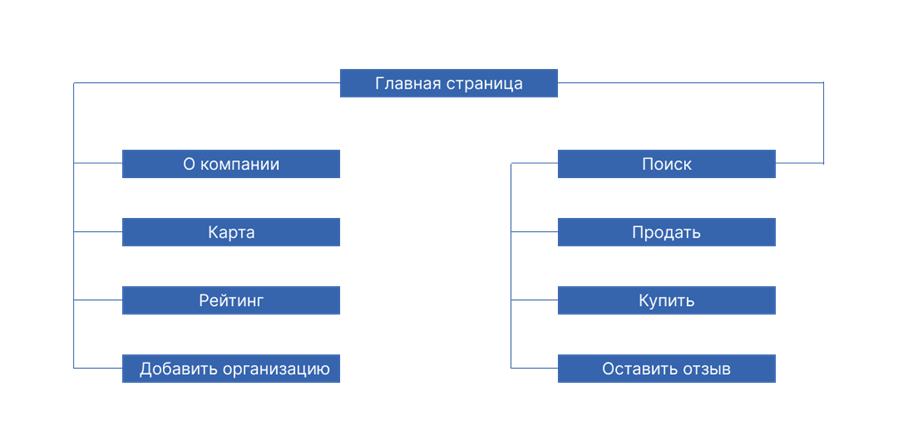 Главная страница
О компании
Карта
Рейтинг
Добавить организацию
Поиск
Продать
Купить
Оставить отзыв